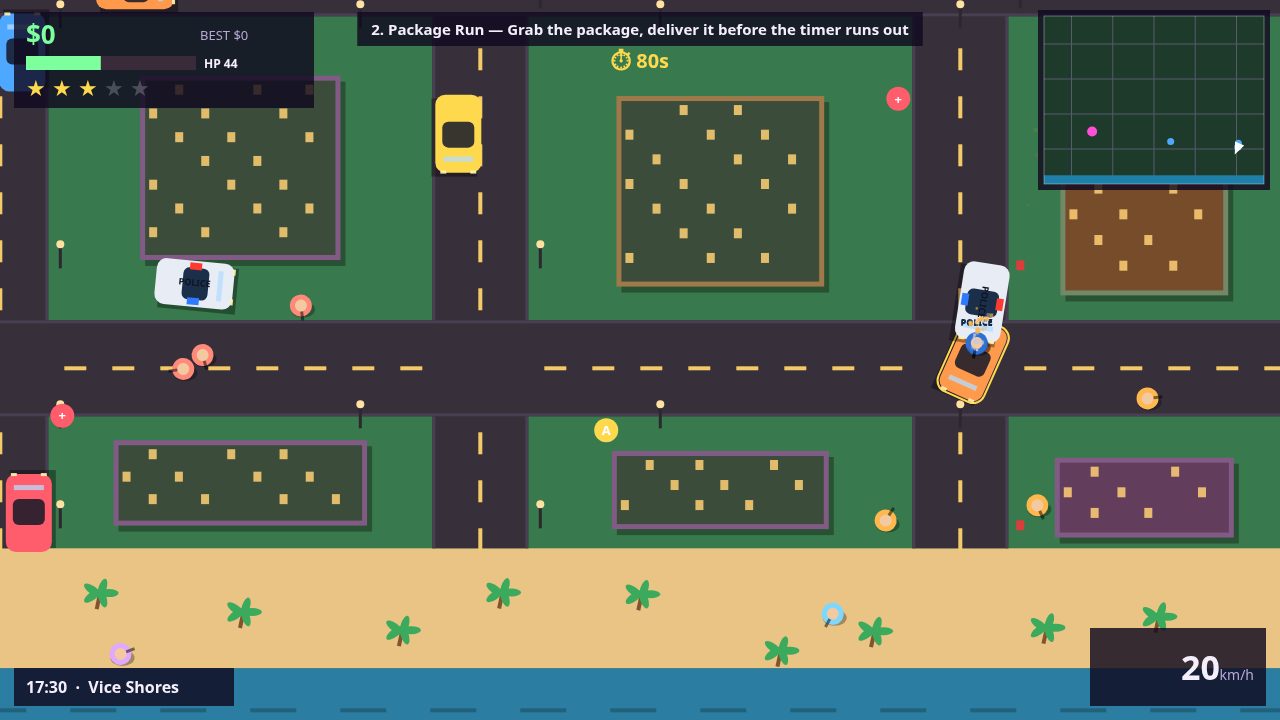 $0
BEST $0
HP 44
2. Package Run — Grab the package, deliver it before the timer runs out
⏱ 80s
+
POLICE
POLICE
POLICE
+
A
17:30 · Vice Shores
20km/h